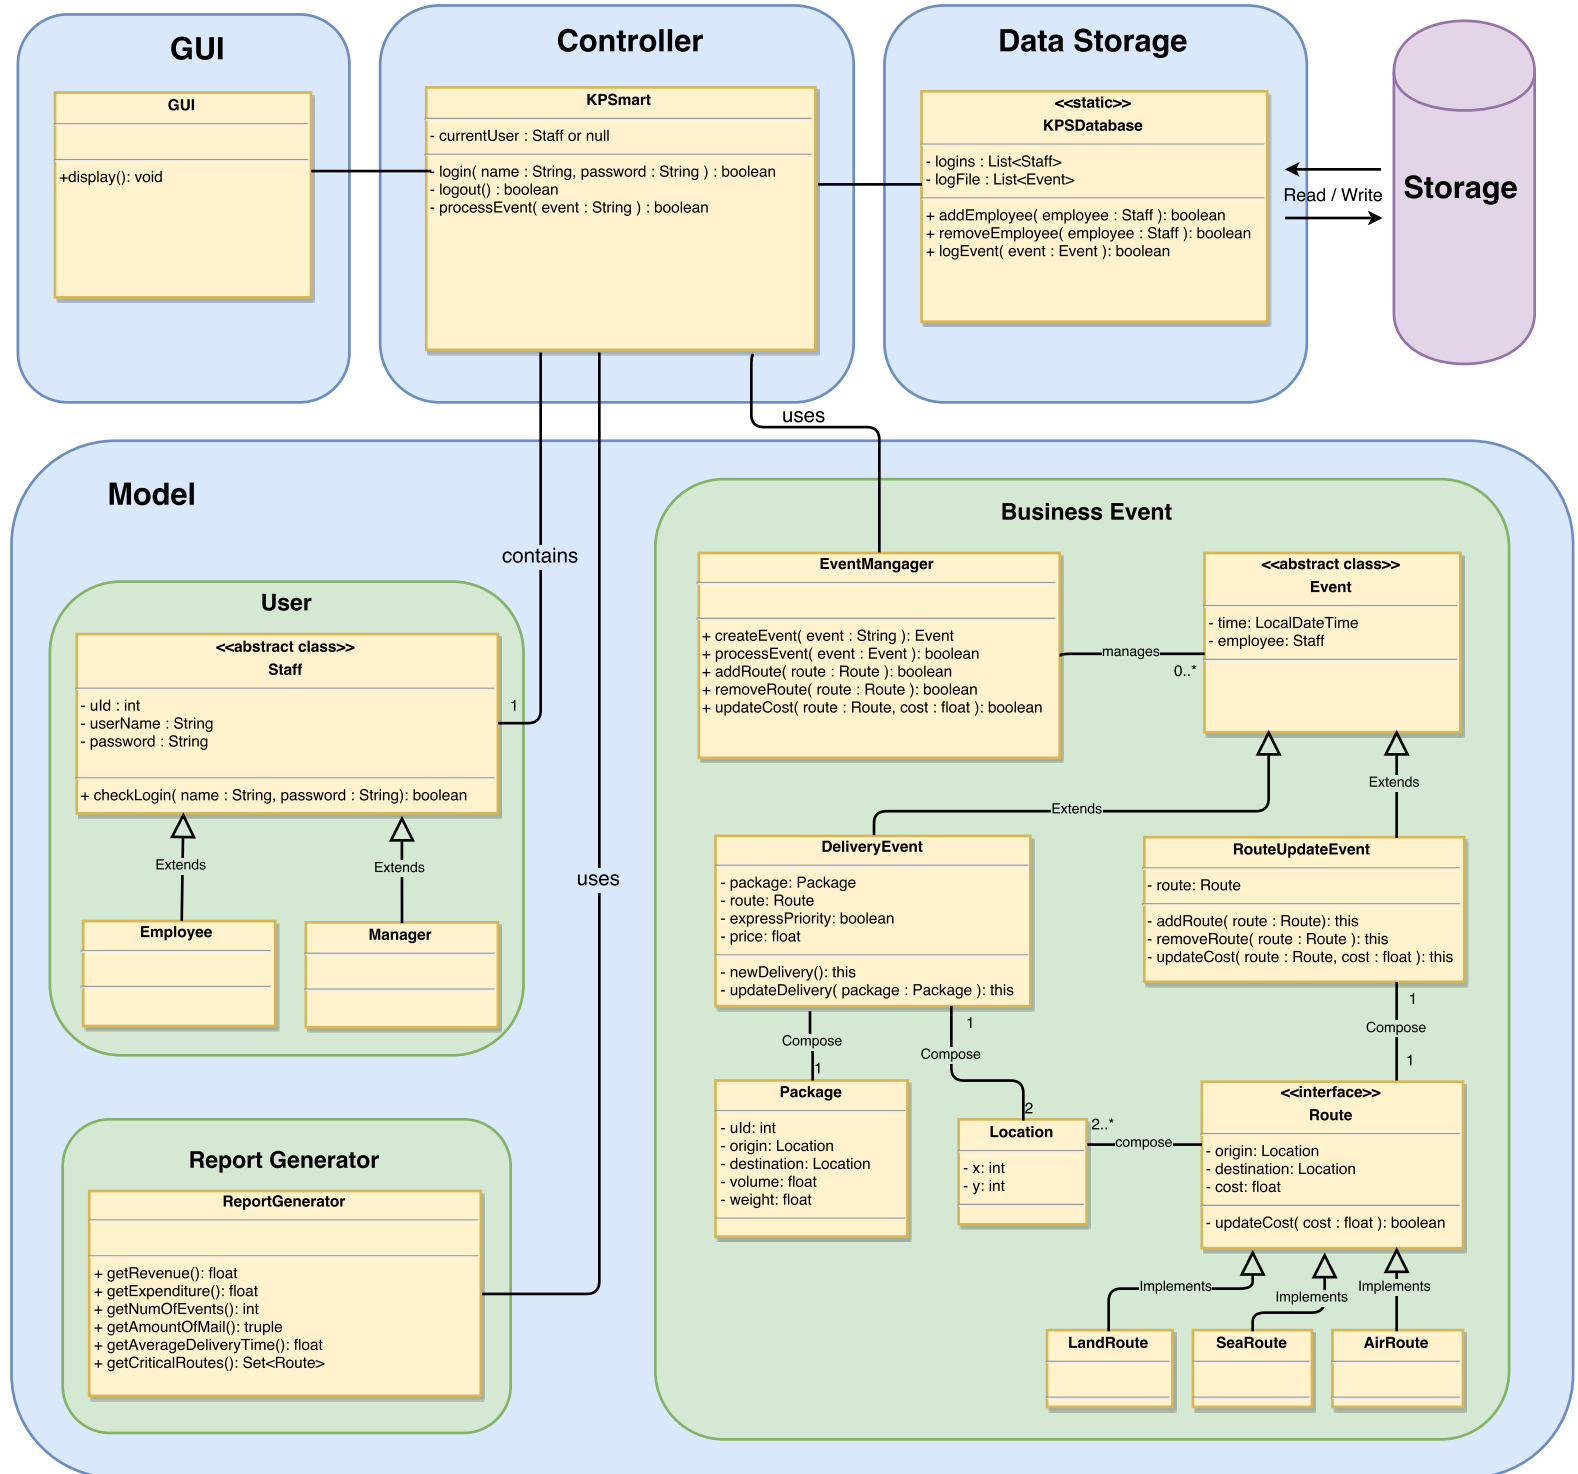 GUI
GUI
+display(): void
Controller
KPSmart
- currentUser : Staff or null
- login( name : String, password : String ) : boolean
- logout() : boolean
- processEvent( event : String ) : boolean
Data Storage
<<static>>
KPSDatabase
- logins : List<Staff>
- logFile : List<Event>
+ addEmployee( employee : Staff ): boolean
+ removeEmployee( employee : Staff ): boolean
+ logEvent( event : Event ): boolean
Read / Write
Storage
uses
contains
uses
Model
User
<<abstract class>>
Staff
- uId : int
- userName : String
- password : String
+ checkLogin( name : String, password : String): boolean
1
Extends
Extends
Employee
Manager
Report Generator
ReportGenerator
+ getRevenue(): float
+ getExpenditure(): float
+ getNumOfEvents(): int
+ getAmountOfMail(): truple
+ getAverageDeliveryTime(): float
+ getCriticalRoutes(): Set<Route>
Business Event
EventMangager
+ createEvent( event : String ): Event
+ processEvent( event : Event ): boolean
+ addRoute( route : Route ): boolean
+ removeRoute( route : Route ): boolean
+ updateCost( route : Route, cost : float ): boolean
manages
0..*
<<abstract class>>
Event
- time: LocalDateTime
- employee: Staff
Extends
Extends
DeliveryEvent
- package: Package
- route: Route
- expressPriority: boolean
- price: float
- newDelivery(): this
- updateDelivery( package : Package ): this
RouteUpdateEvent
- route: Route
- addRoute( route : Route): this
- removeRoute( route : Route ): this
- updateCost( route : Route, cost : float ): this
Compose
1
1
Compose
2
1
Compose
1
Package
- uId: int
- origin: Location
- destination: Location
- volume: float
- weight: float
Location
- x: int
- y: int
2..*
compose
<<interface>>
Route
- origin: Location
- destination: Location
- cost: float
- updateCost( cost : float ): boolean
Implements
Implements
Implements
LandRoute
SeaRoute
AirRoute